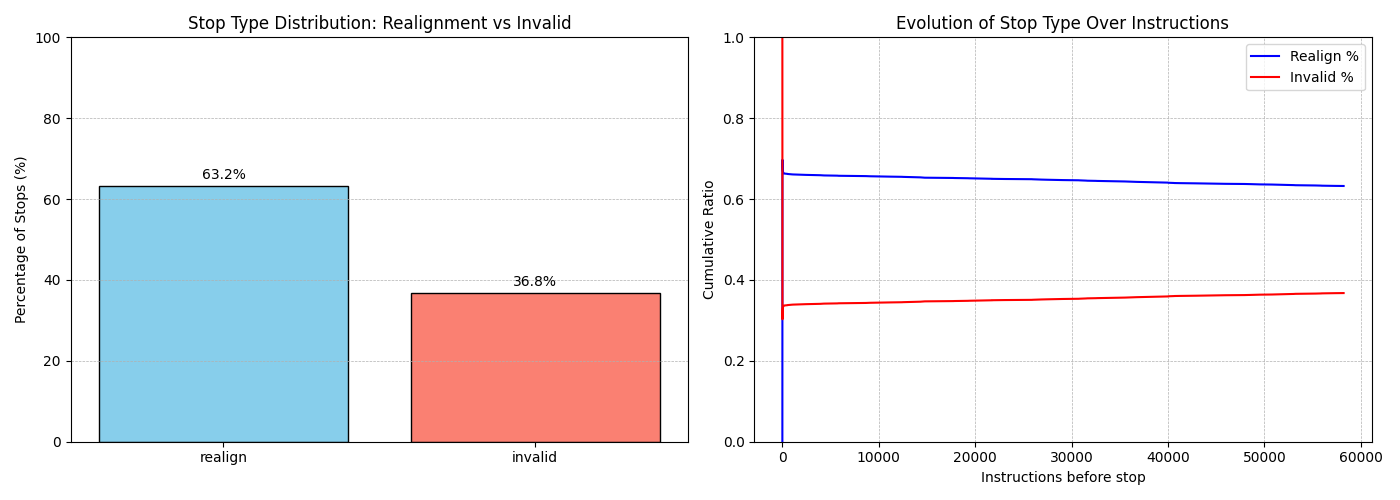 Stop Type Distribution: Realignment vs Invalid
Percentage of Stops (%)
100
80
60
40
20
0
63.2%
36.8%
realign
invalid
Evolution of Stop Type Over Instructions
Cumulative Ratio
1.0
0.8
0.6
0.4
0.2
0.0
Realign %
Invalid %
0
10000
20000
30000
40000
50000
60000
Instructions before stop